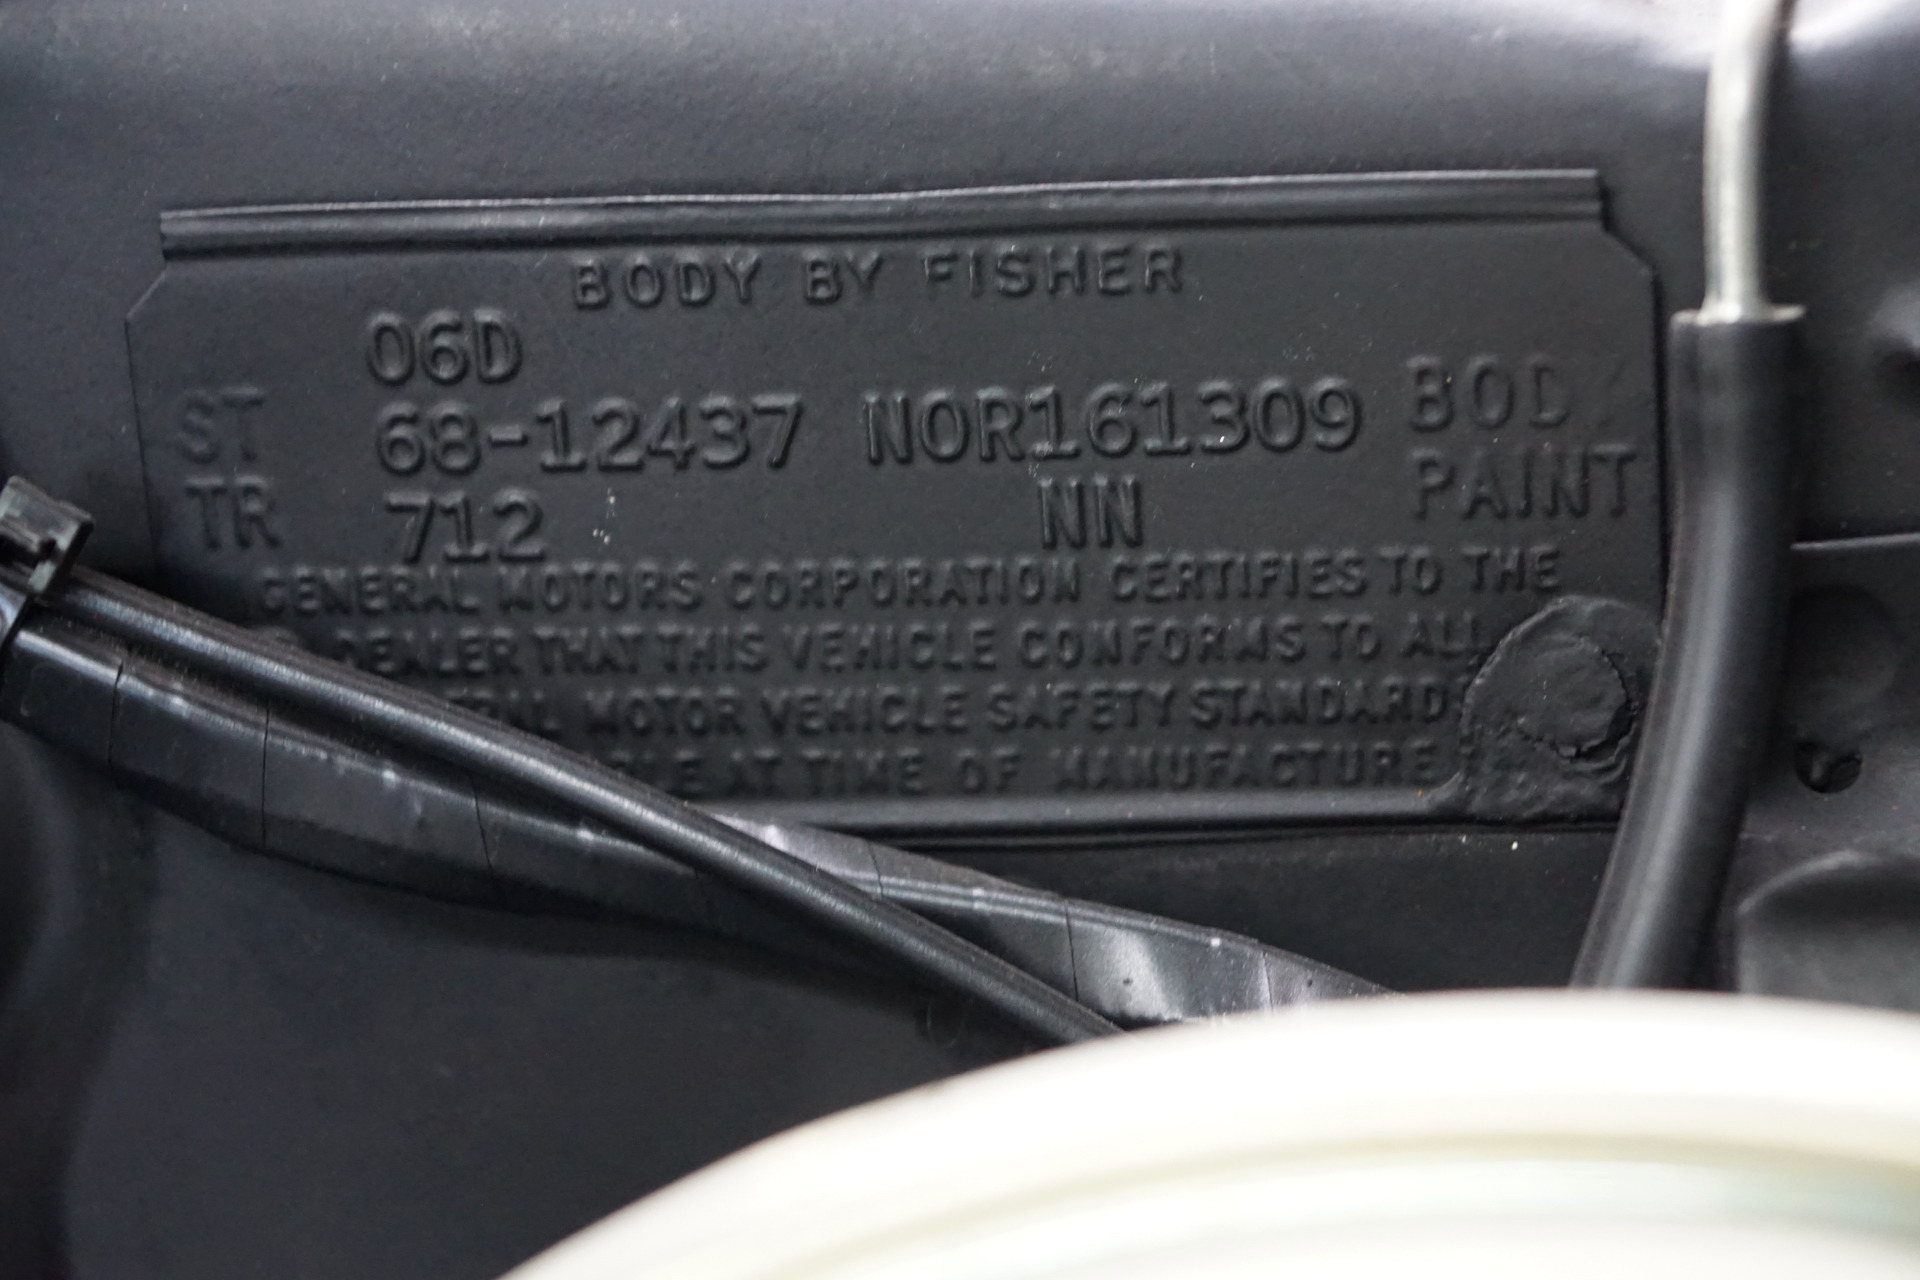 BODY BY FISHER
06D
ST 68-12437 NOR161309 BOD
TR 712 NN PAINT
GENERAL MOTORS CORPORATION CERTIFIES TO THE
DEALER THAT THIS VEHICLE CONFORMS TO ALL
MOTOR VEHICLE SAFETY STANDARDS
AT TIME OF MANUFACTURE